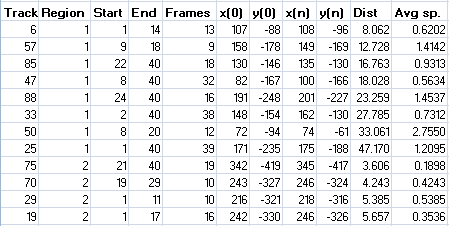 Track Region Start End Frames x(0) y(0) x(n) y(n) Dist Avg sp.
6 1 1 14 13 107 -88 108 -96 8.062 0.6202
57 1 9 18 9 158 -178 149 -169 12.728 1.4142
85 1 22 40 18 130 -146 135 -130 16.763 0.9313
47 1 8 40 32 82 -167 100 -166 18.028 0.5634
88 1 24 40 16 191 -248 201 -227 23.259 1.4537
33 1 2 40 38 148 -154 162 -130 27.785 0.7312
50 1 8 20 12 72 -94 74 -61 33.061 2.7550
25 1 1 40 39 171 -235 175 -188 47.170 1.2095
75 2 21 40 19 342 -419 345 -417 3.606 0.1898
70 2 19 29 10 243 -327 246 -324 4.243 0.4243
29 2 1 11 10 216 -321 218 -316 5.385 0.5385
19 2 1 17 16 242 -330 246 -326 5.657 0.3536